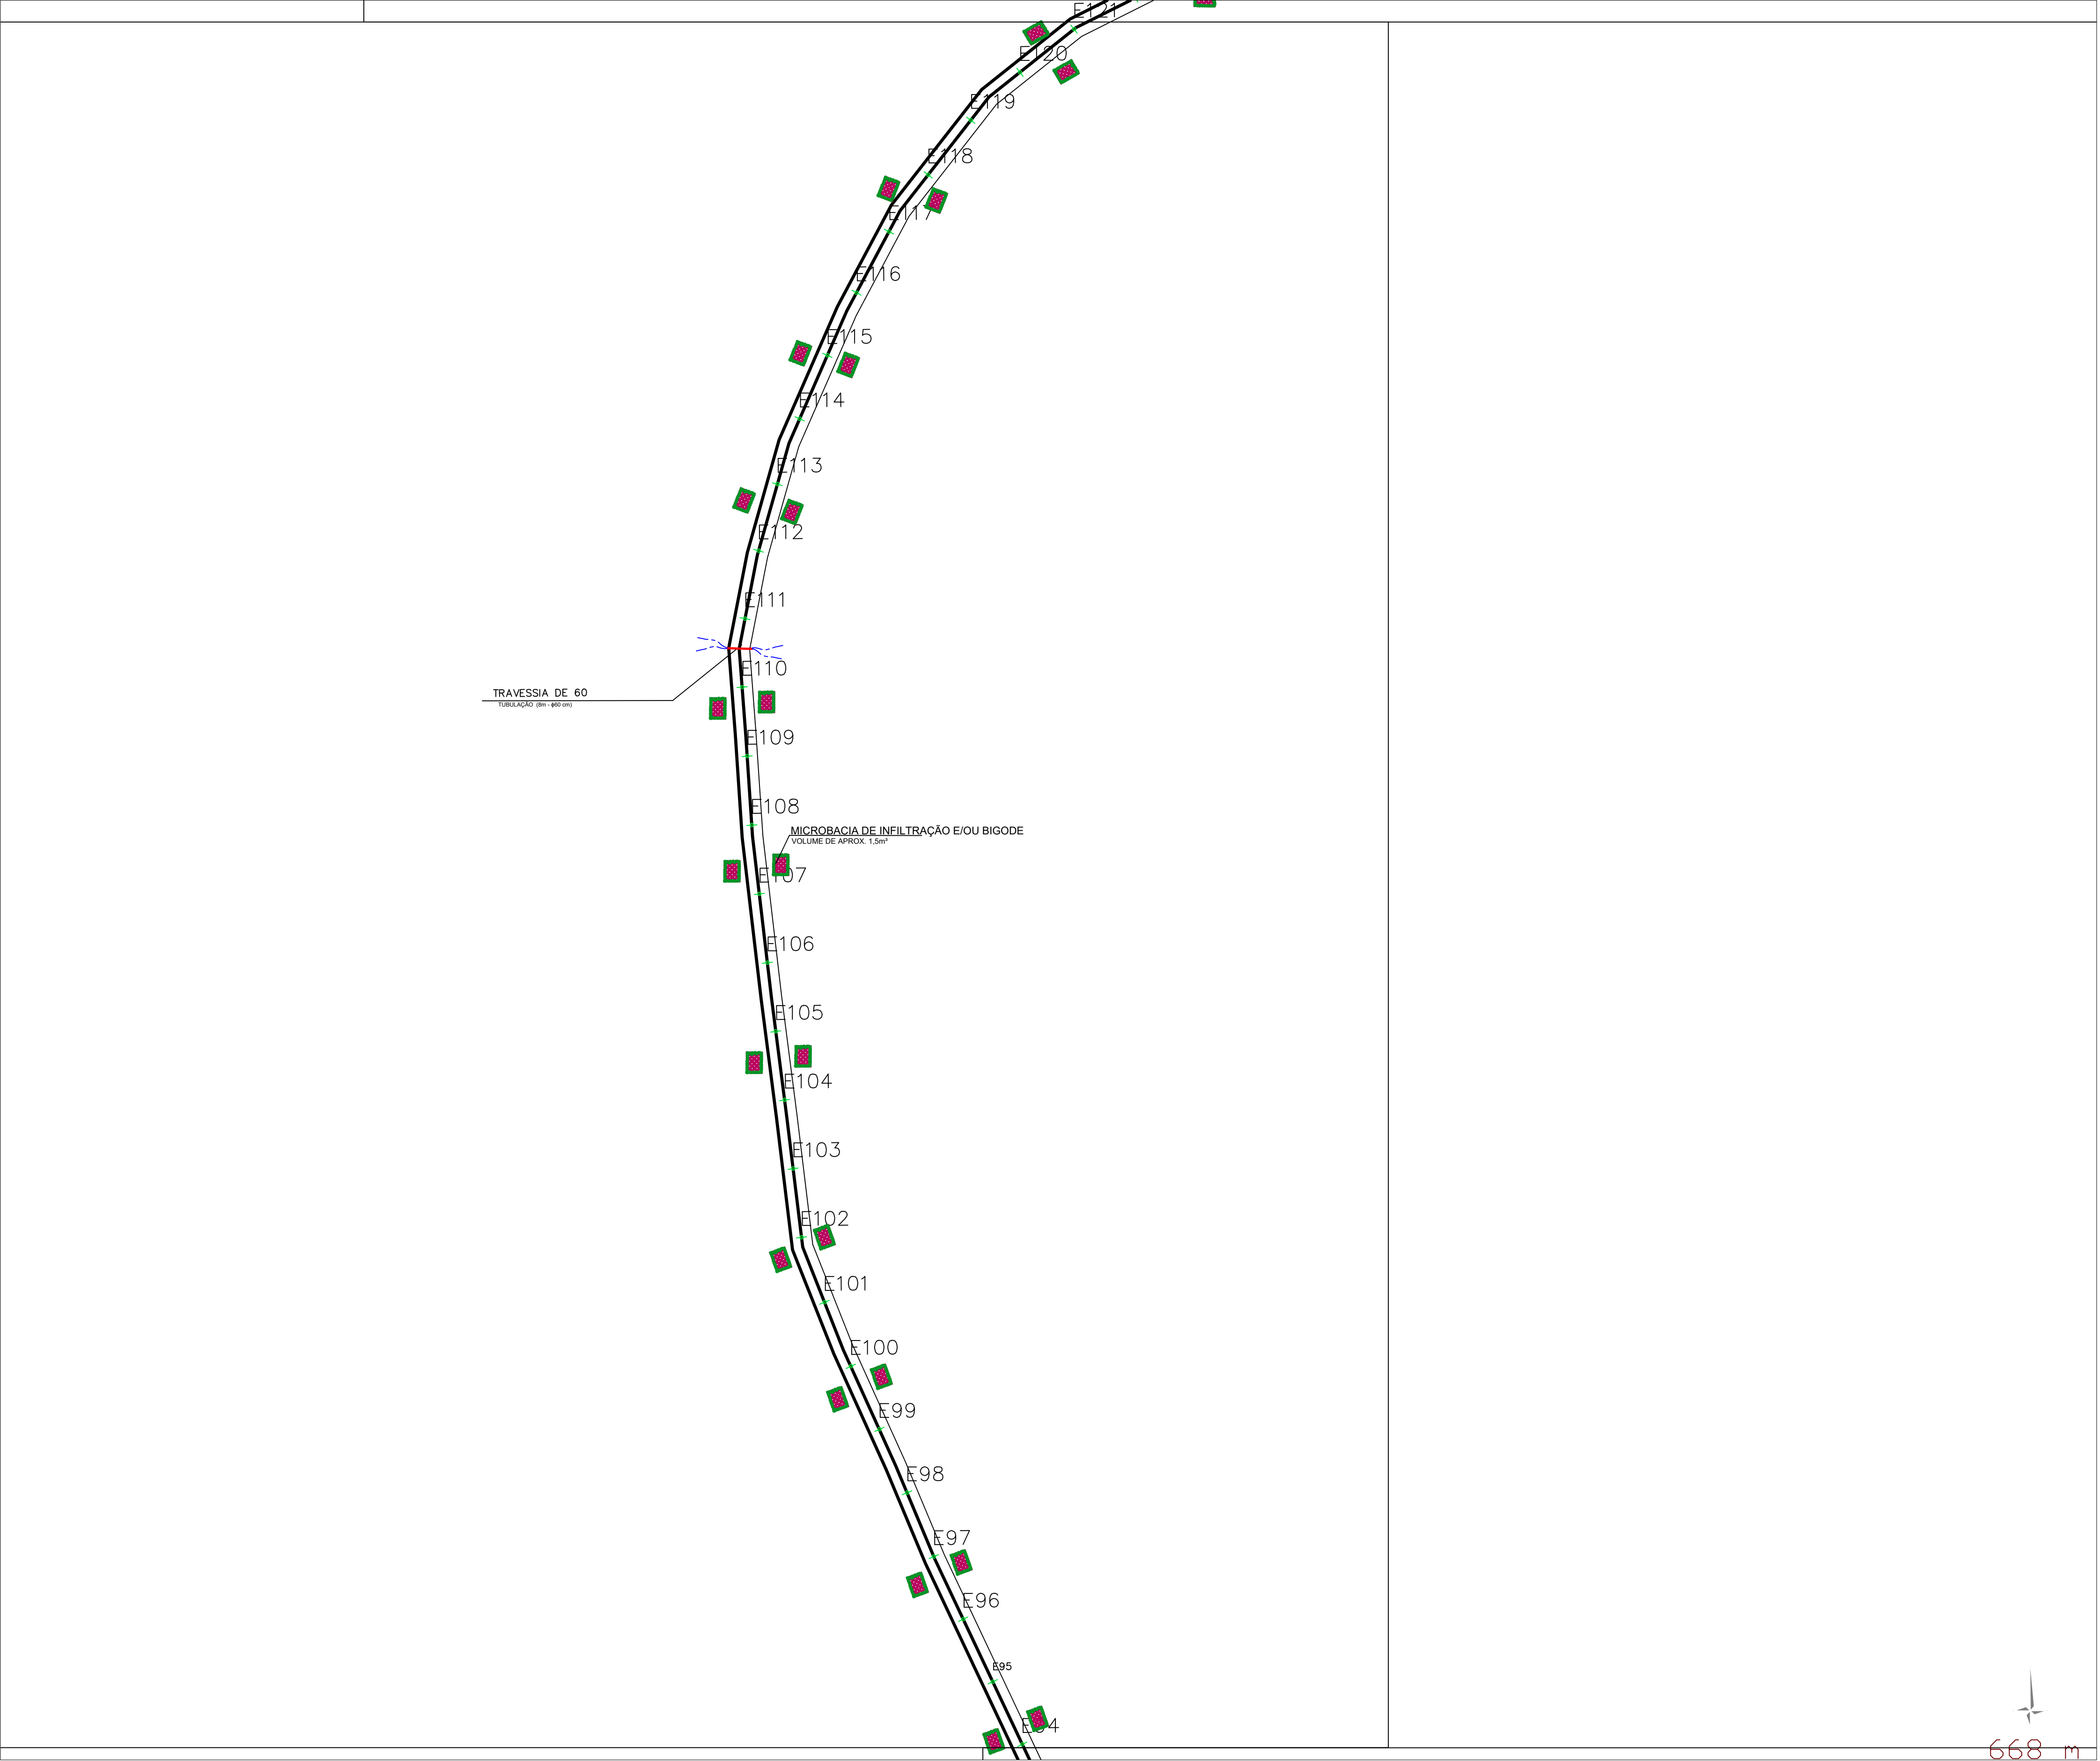 E121
E120
E119
E118
E117
E116
E115
E114
E113
E112
E111
E110
TRAVESSIA DE 60
TUBULAÇÃO (8m - ϕ60 cm)
E109
E108
MICROBACIA DE INFILTRAÇÃO E/OU BIGODE
VOLUME DE APROX. 1,5m³
E107
E106
E105
E104
E103
E102
E101
E100
E99
E98
E97
E96
E95
E94
668 m